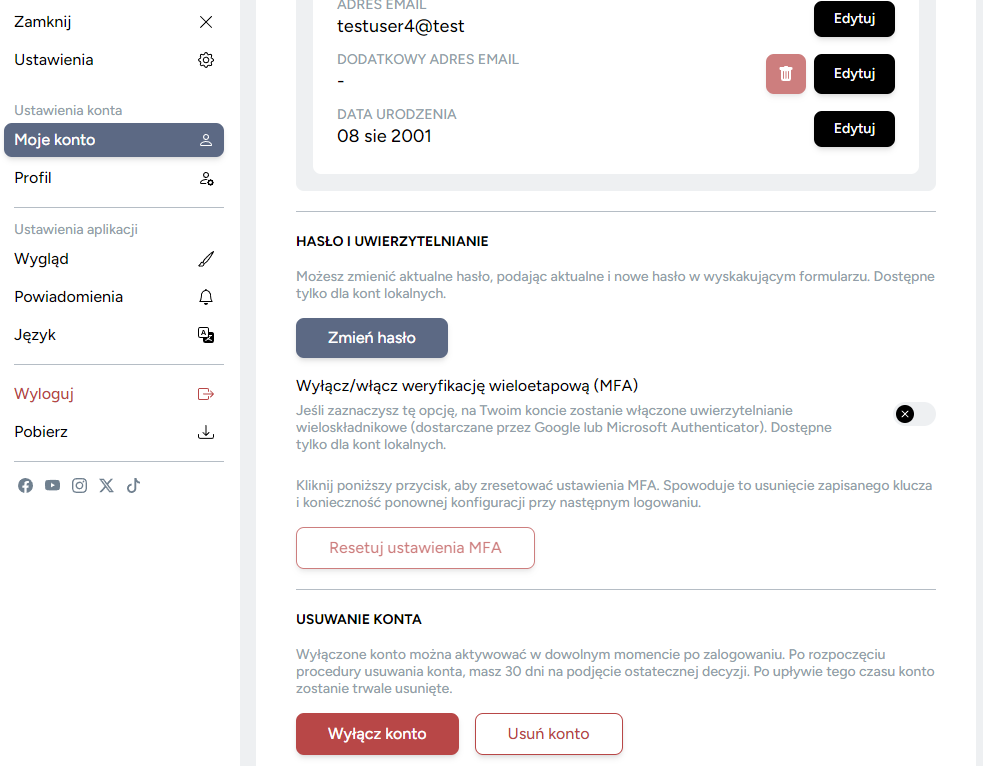 Zamknij
Ustawienia
Ustawienia konta
Moje konto
Profil
Ustawienia aplikacji
Wygląd
Powiadomienia
Język
Wyloguj
Pobierz
ADRES EMAIL
testuser4@test
Edytuj
DODATKOWY ADRES EMAIL
-
Edytuj
DATA URODZENIA
08 sie 2001
Edytuj
HASŁO I UWIERZYTELNIANIE
Możesz zmienić aktualne hasło, podając aktualne i nowe hasło w wyskakującym formularzu. Dostępne
tylko dla kont lokalnych.
Zmień hasło
Wyłącz/włącz weryfikację wieloetapową (MFA)
Jeśli zaznaczysz tę opcję, na Twoim koncie zostanie włączone uwierzytelnianie
wieloskładnikowe (dostarczane przez Google lub Microsoft Authenticator). Dostępne
tylko dla kont lokalnych.
Kliknij poniższy przycisk, aby zresetować ustawienia MFA. Spowoduje to usunięcie zapisanego klucza
i konieczność ponownej konfiguracji przy następnym logowaniu.
Resetuj ustawienia MFA
USUWANIE KONTA
Wyłączone konto można aktywować w dowolnym momencie po zalogowaniu. Po rozpoczęciu
procedury usuwania konta, masz 30 dni na podjęcie ostatecznej decyzji. Po upływie tego czasu konto
zostanie trwale usunięte.
Wyłącz konto
Usuń konto